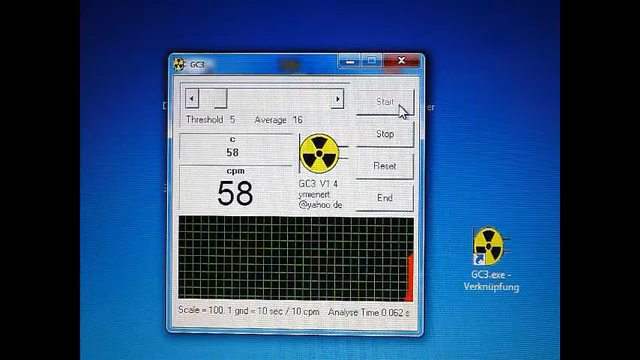 GC3
Start
Threshold 5 Average 16
Stop
c
58
cpm
58
Reset
GC3 V1.4
ymienert
@yahoo.de
End
Scale = 100, 1 grid = 10 sec / 10 cpm Analyse Time 0.062 s
GC3.exe -
Verknüpfung